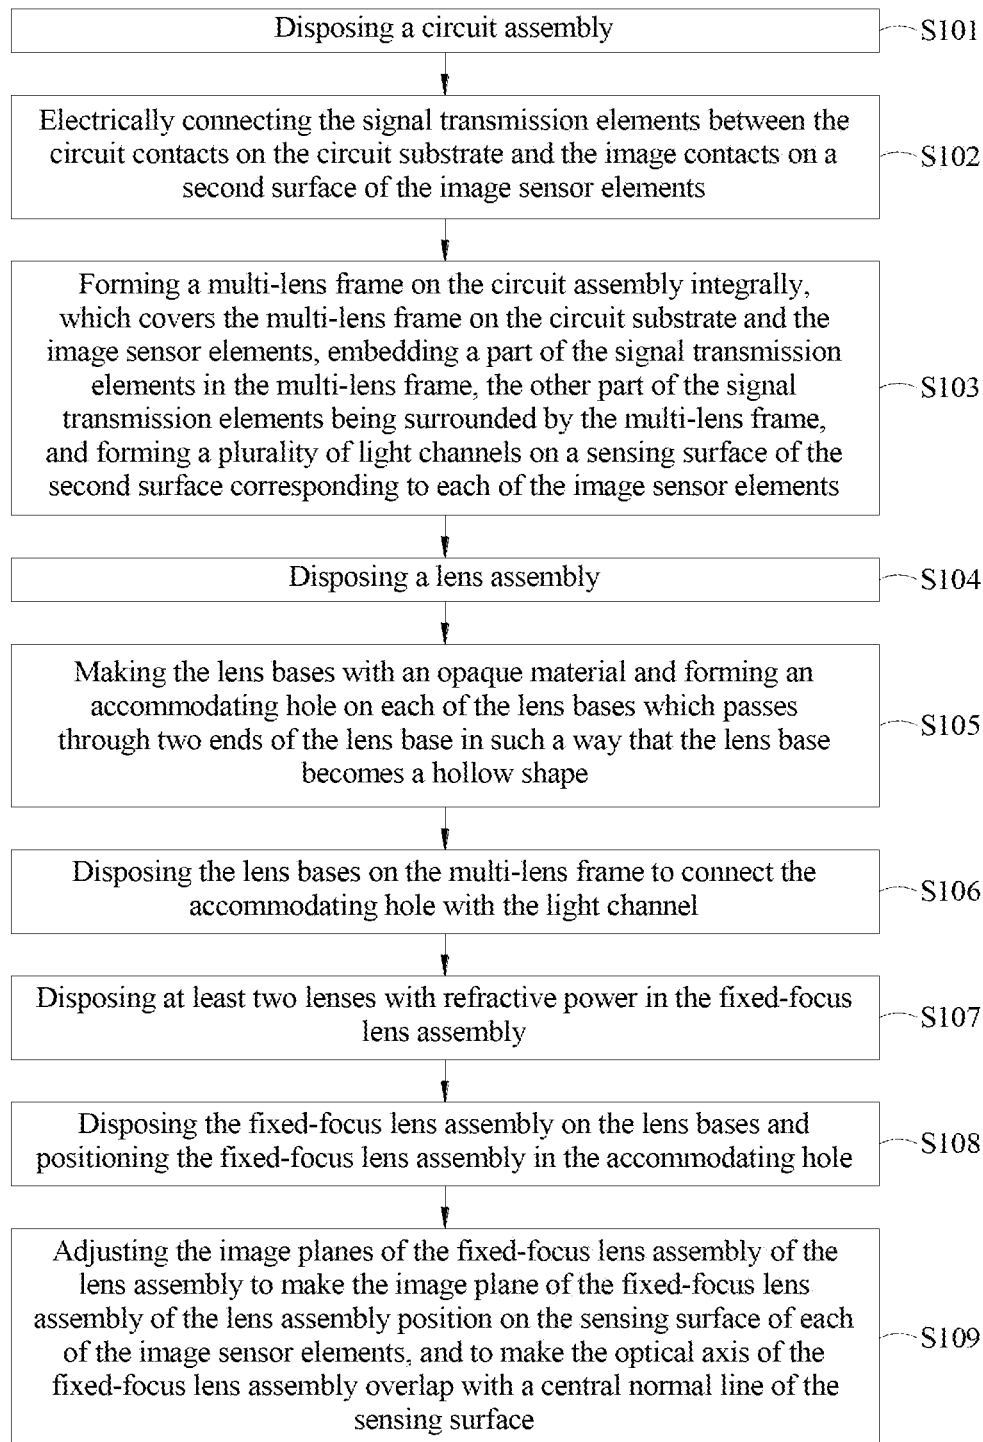 Disposing a circuit assembly
S101
Electrically connecting the signal transmission elements between the
circuit contacts on the circuit substrate and the image contacts on a
second surface of the image sensor elements
S102
Forming a multi-lens frame on the circuit assembly integrally,
which covers the multi-lens frame on the circuit substrate and the
image sensor elements, embedding a part of the signal transmission
elements in the multi-lens frame, the other part of the signal
transmission elements being surrounded by the multi-lens frame,
and forming a plurality of light channels on a sensing surface of the
second surface corresponding to each of the image sensor elements
S103
Disposing a lens assembly
S104
Making the lens bases with an opaque material and forming an
accommodating hole on each of the lens bases which passes
through two ends of the lens base in such a way that the lens base
becomes a hollow shape
S105
Disposing the lens bases on the multi-lens frame to connect the
accommodating hole with the light channel
S106
Disposing at least two lenses with refractive power in the fixed-focus
lens assembly
S107
Disposing the fixed-focus lens assembly on the lens bases and
positioning the fixed-focus lens assembly in the accommodating hole
S108
Adjusting the image planes of the fixed-focus lens assembly of the
lens assembly to make the image plane of the fixed-focus lens
assembly of the lens assembly position on the sensing surface of each
of the image sensor elements, and to make the optical axis of the
fixed-focus lens assembly overlap with a central normal line of the
sensing surface
S109